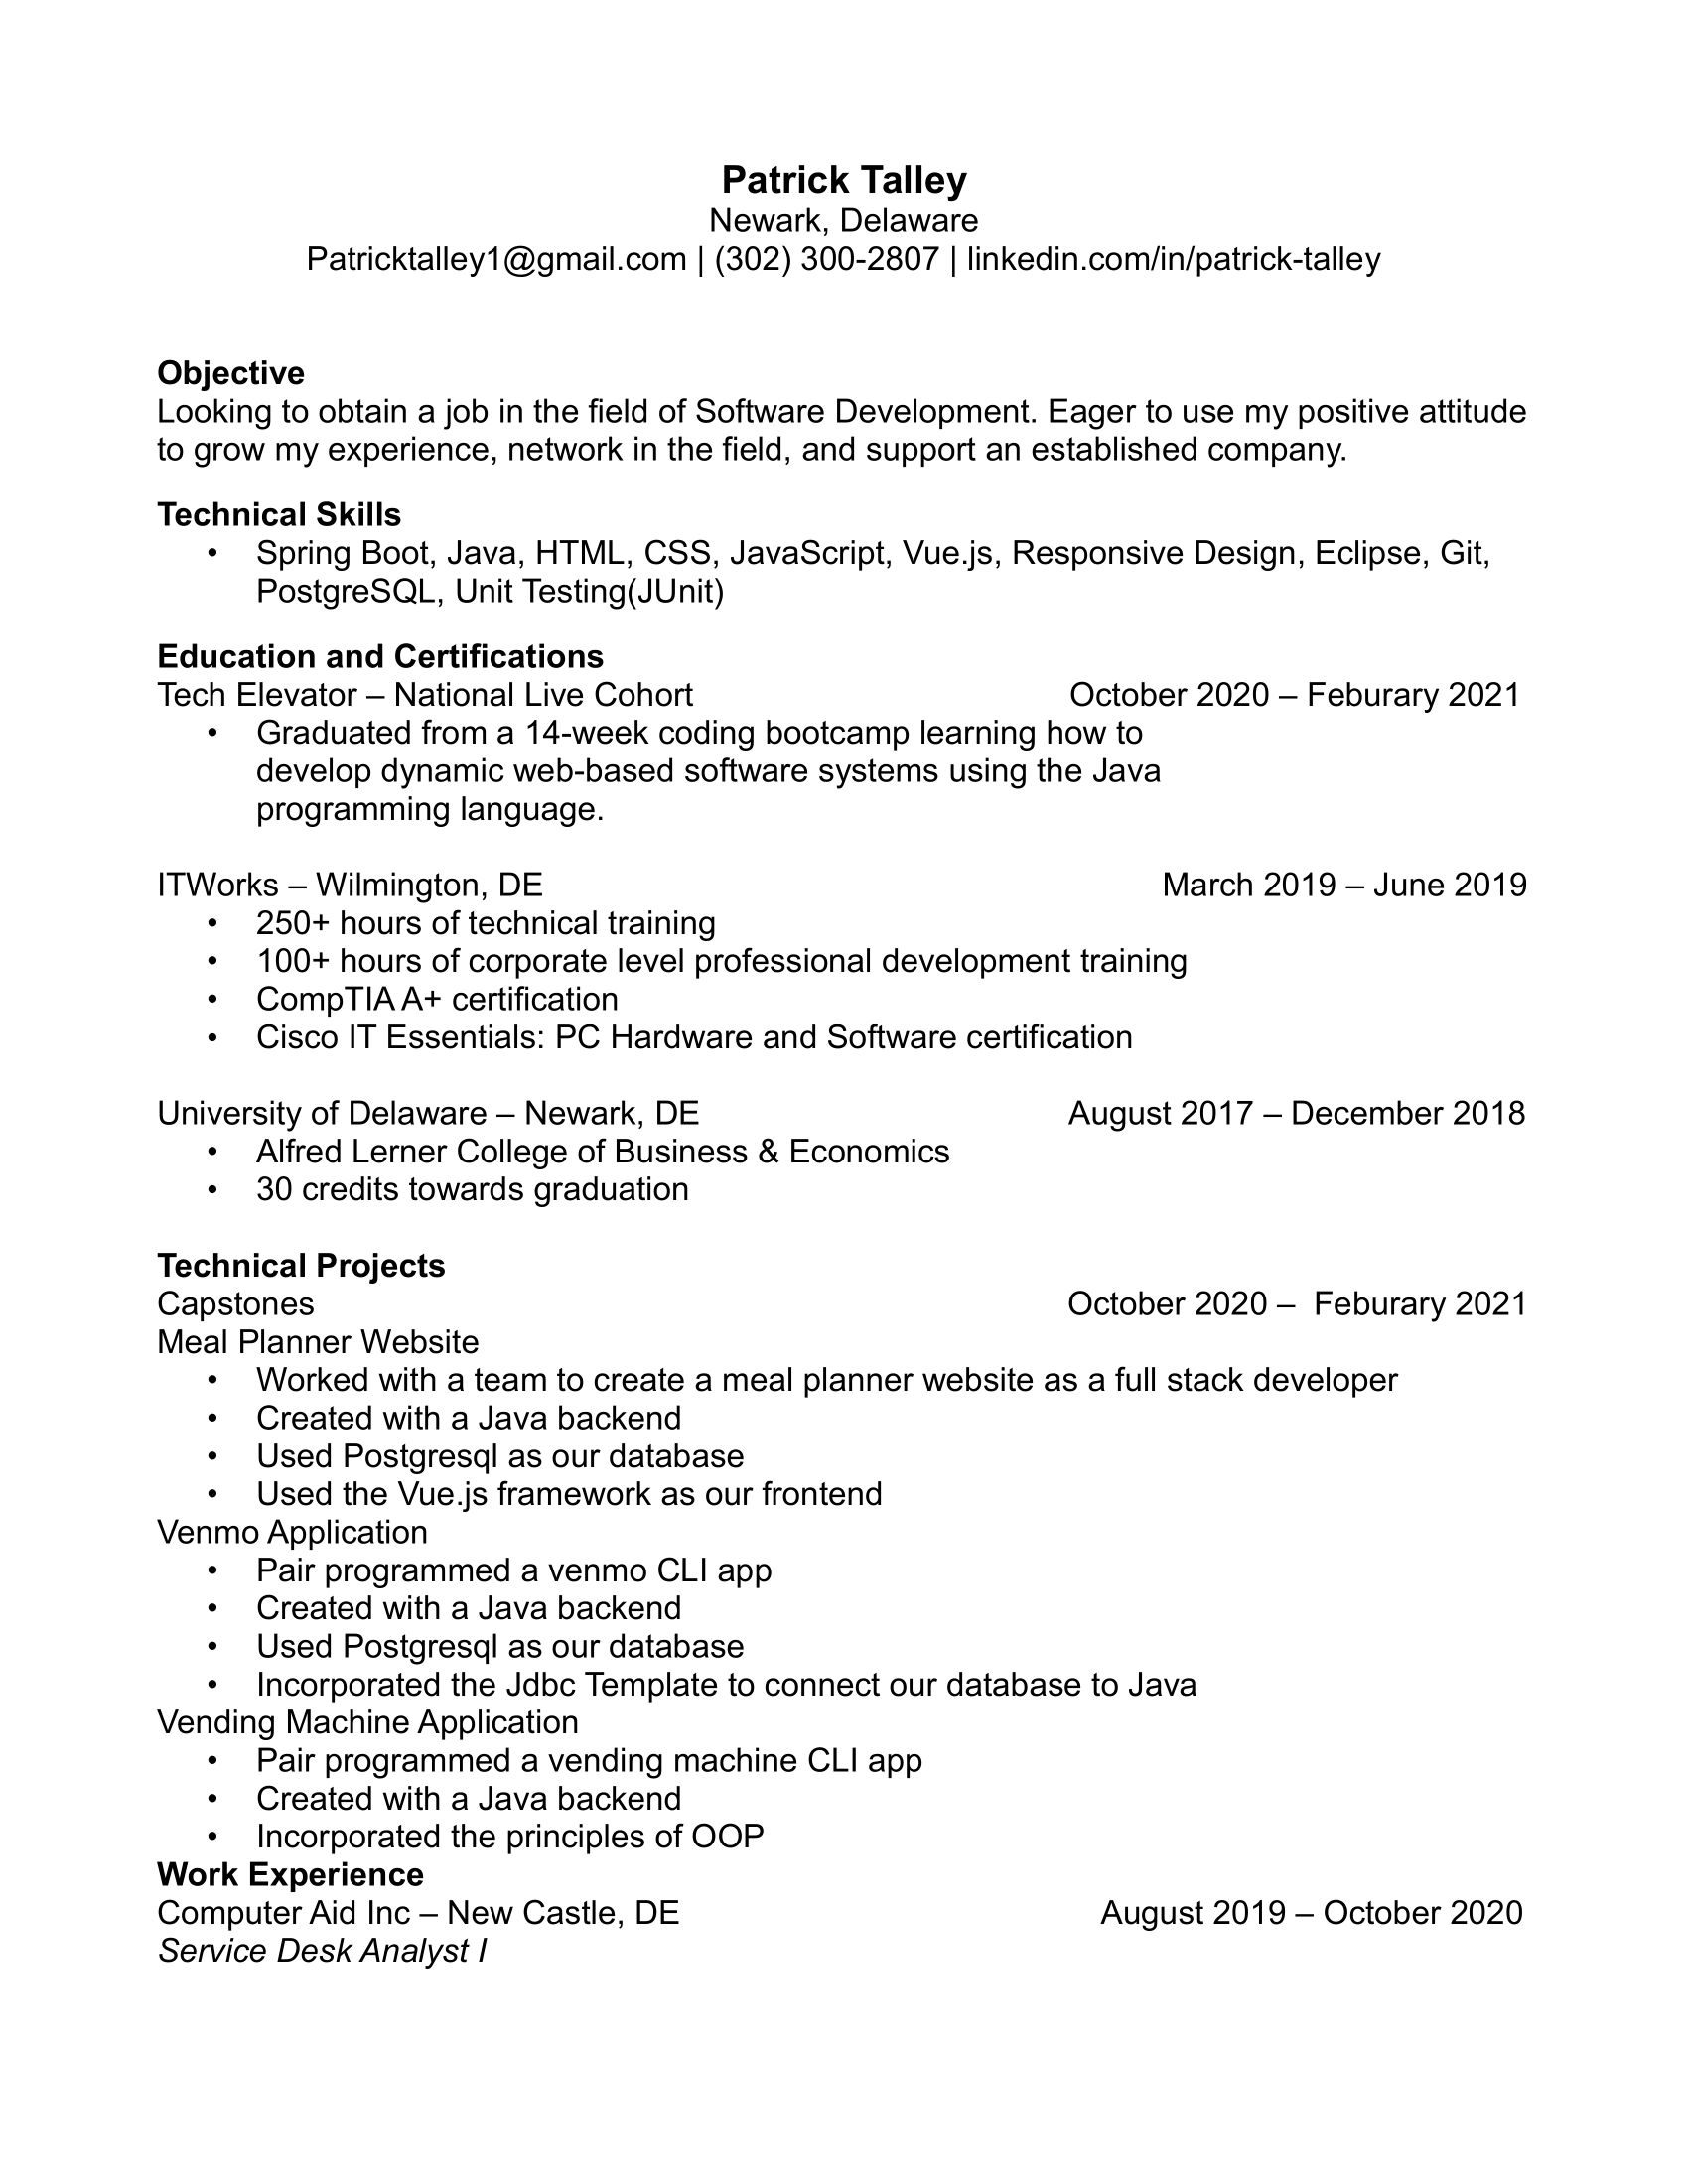 Patrick Talley
Newark, Delaware
Patricktalley1@gmail.com | (302) 300-2807 | linkedin.com/in/patrick-talley
Objective
Looking to obtain a job in the field of Software Development. Eager to use my positive attitude
to grow my experience, network in the field, and support an established company.
Technical Skills
• Spring Boot, Java, HTML, CSS, JavaScript, Vue.js, Responsive Design, Eclipse, Git,
PostgreSQL, Unit Testing(JUnit)
Education and Certifications
Tech Elevator – National Live Cohort October 2020 – Feburary 2021
• Graduated from a 14-week coding bootcamp learning how to
develop dynamic web-based software systems using the Java
programming language.
ITWorks – Wilmington, DE March 2019 – June 2019
• 250+ hours of technical training
• 100+ hours of corporate level professional development training
• CompTIA A+ certification
• Cisco IT Essentials: PC Hardware and Software certification
University of Delaware – Newark, DE August 2017 – December 2018
• Alfred Lerner College of Business & Economics
• 30 credits towards graduation
Technical Projects
Capstones October 2020 – Feburary 2021
Meal Planner Website
• Worked with a team to create a meal planner website as a full stack developer
• Created with a Java backend
• Used Postgresql as our database
• Used the Vue.js framework as our frontend
Venmo Application
• Pair programmed a venmo CLI app
• Created with a Java backend
• Used Postgresql as our database
• Incorporated the Jdbc Template to connect our database to Java
Vending Machine Application
• Pair programmed a vending machine CLI app
• Created with a Java backend
• Incorporated the principles of OOP
Work Experience
Computer Aid Inc – New Castle, DE August 2019 – October 2020
Service Desk Analyst I